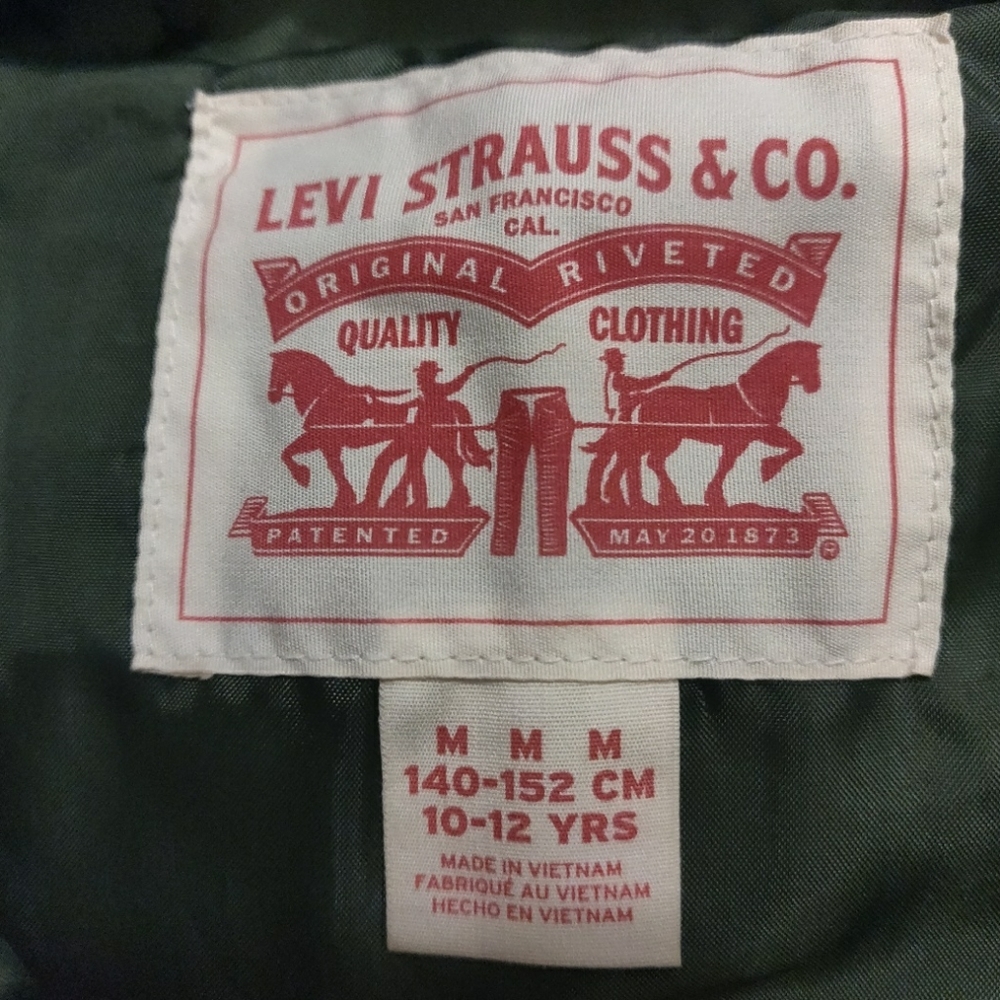 LEVI STRAUSS & CO.
SAN FRANCISCO
CAL.
ORIGINAL RIVETED
QUALITY CLOTHING
PATENTED MAY 20 1873 ®
M M M
140-152 CM
10-12 YRS
MADE IN VIETNAM
FABRIQUÉ AU VIETNAM
HECHO EN VIETNAM